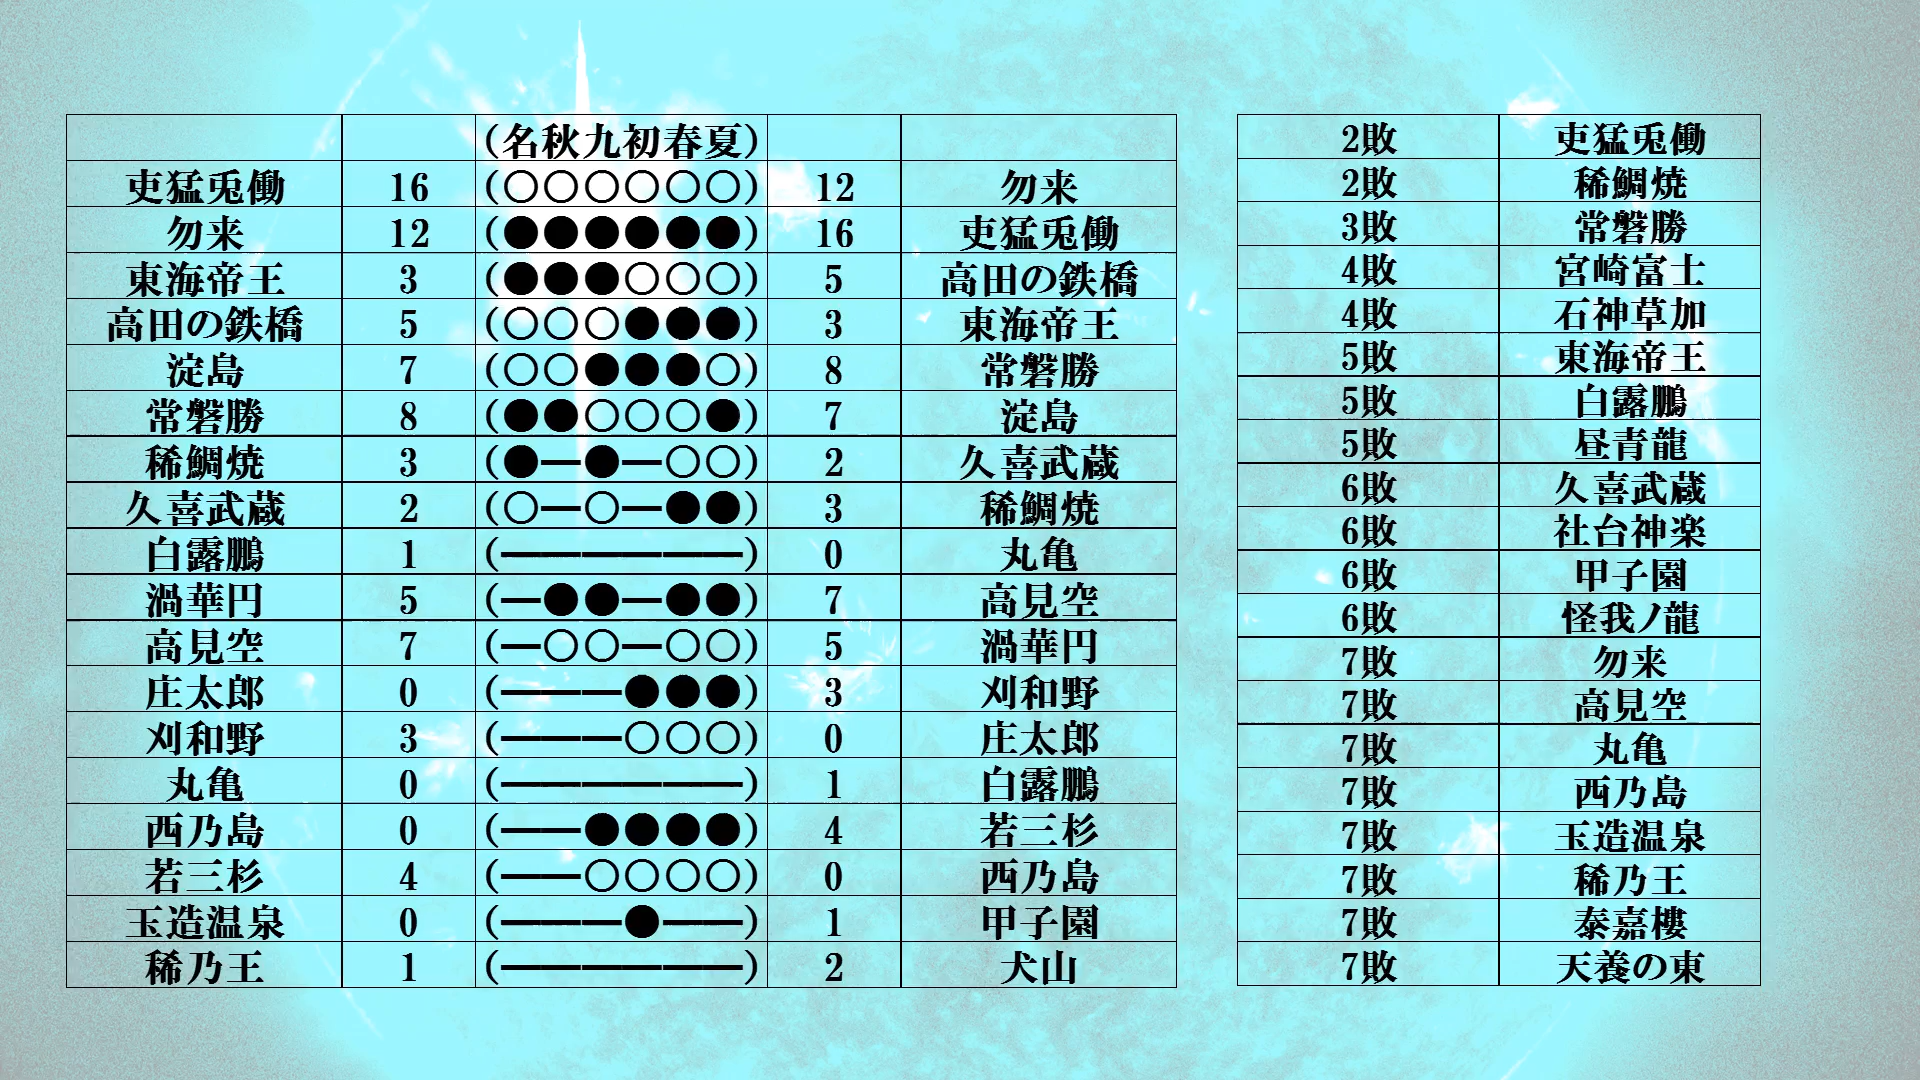 (名秋九初春夏)
吏猛兎働 16 (○○○○○○) 12 勿来
勿来 12 (●●●●●●) 16 吏猛兎働
東海帝王 3 (●●●○○○) 5 高田の鉄橋
高田の鉄橋 5 (○○○●●●) 3 東海帝王
淀島 7 (○○●●●○) 8 常磐勝
常磐勝 8 (●●○○○●) 7 淀島
稀鯛焼 3 (●―●―○○) 2 久喜武蔵
久喜武蔵 2 (○―○―●●) 3 稀鯛焼
白露鵬 1 (――――――) 0 丸亀
渦華円 5 (―●●―●●) 7 高見空
高見空 7 (―○○―○○) 5 渦華円
庄太郎 0 (―――●●●) 3 刈和野
刈和野 3 (―――○○○) 0 庄太郎
丸亀 0 (――――――) 1 白露鵬
西乃島 0 (――●●●●) 4 若三杉
若三杉 4 (――○○○○) 0 西乃島
玉造温泉 0 (―――●――) 1 甲子園
稀乃王 1 (――――――) 2 犬山
2敗 吏猛兎働
2敗 稀鯛焼
3敗 常磐勝
4敗 宮崎富士
4敗 石神草加
5敗 東海帝王
5敗 白露鵬
5敗 昼青龍
6敗 久喜武蔵
6敗 社台神楽
6敗 甲子園
6敗 怪我ノ龍
7敗 勿来
7敗 高見空
7敗 丸亀
7敗 西乃島
7敗 玉造温泉
7敗 稀乃王
7敗 泰嘉樓
7敗 天養の東